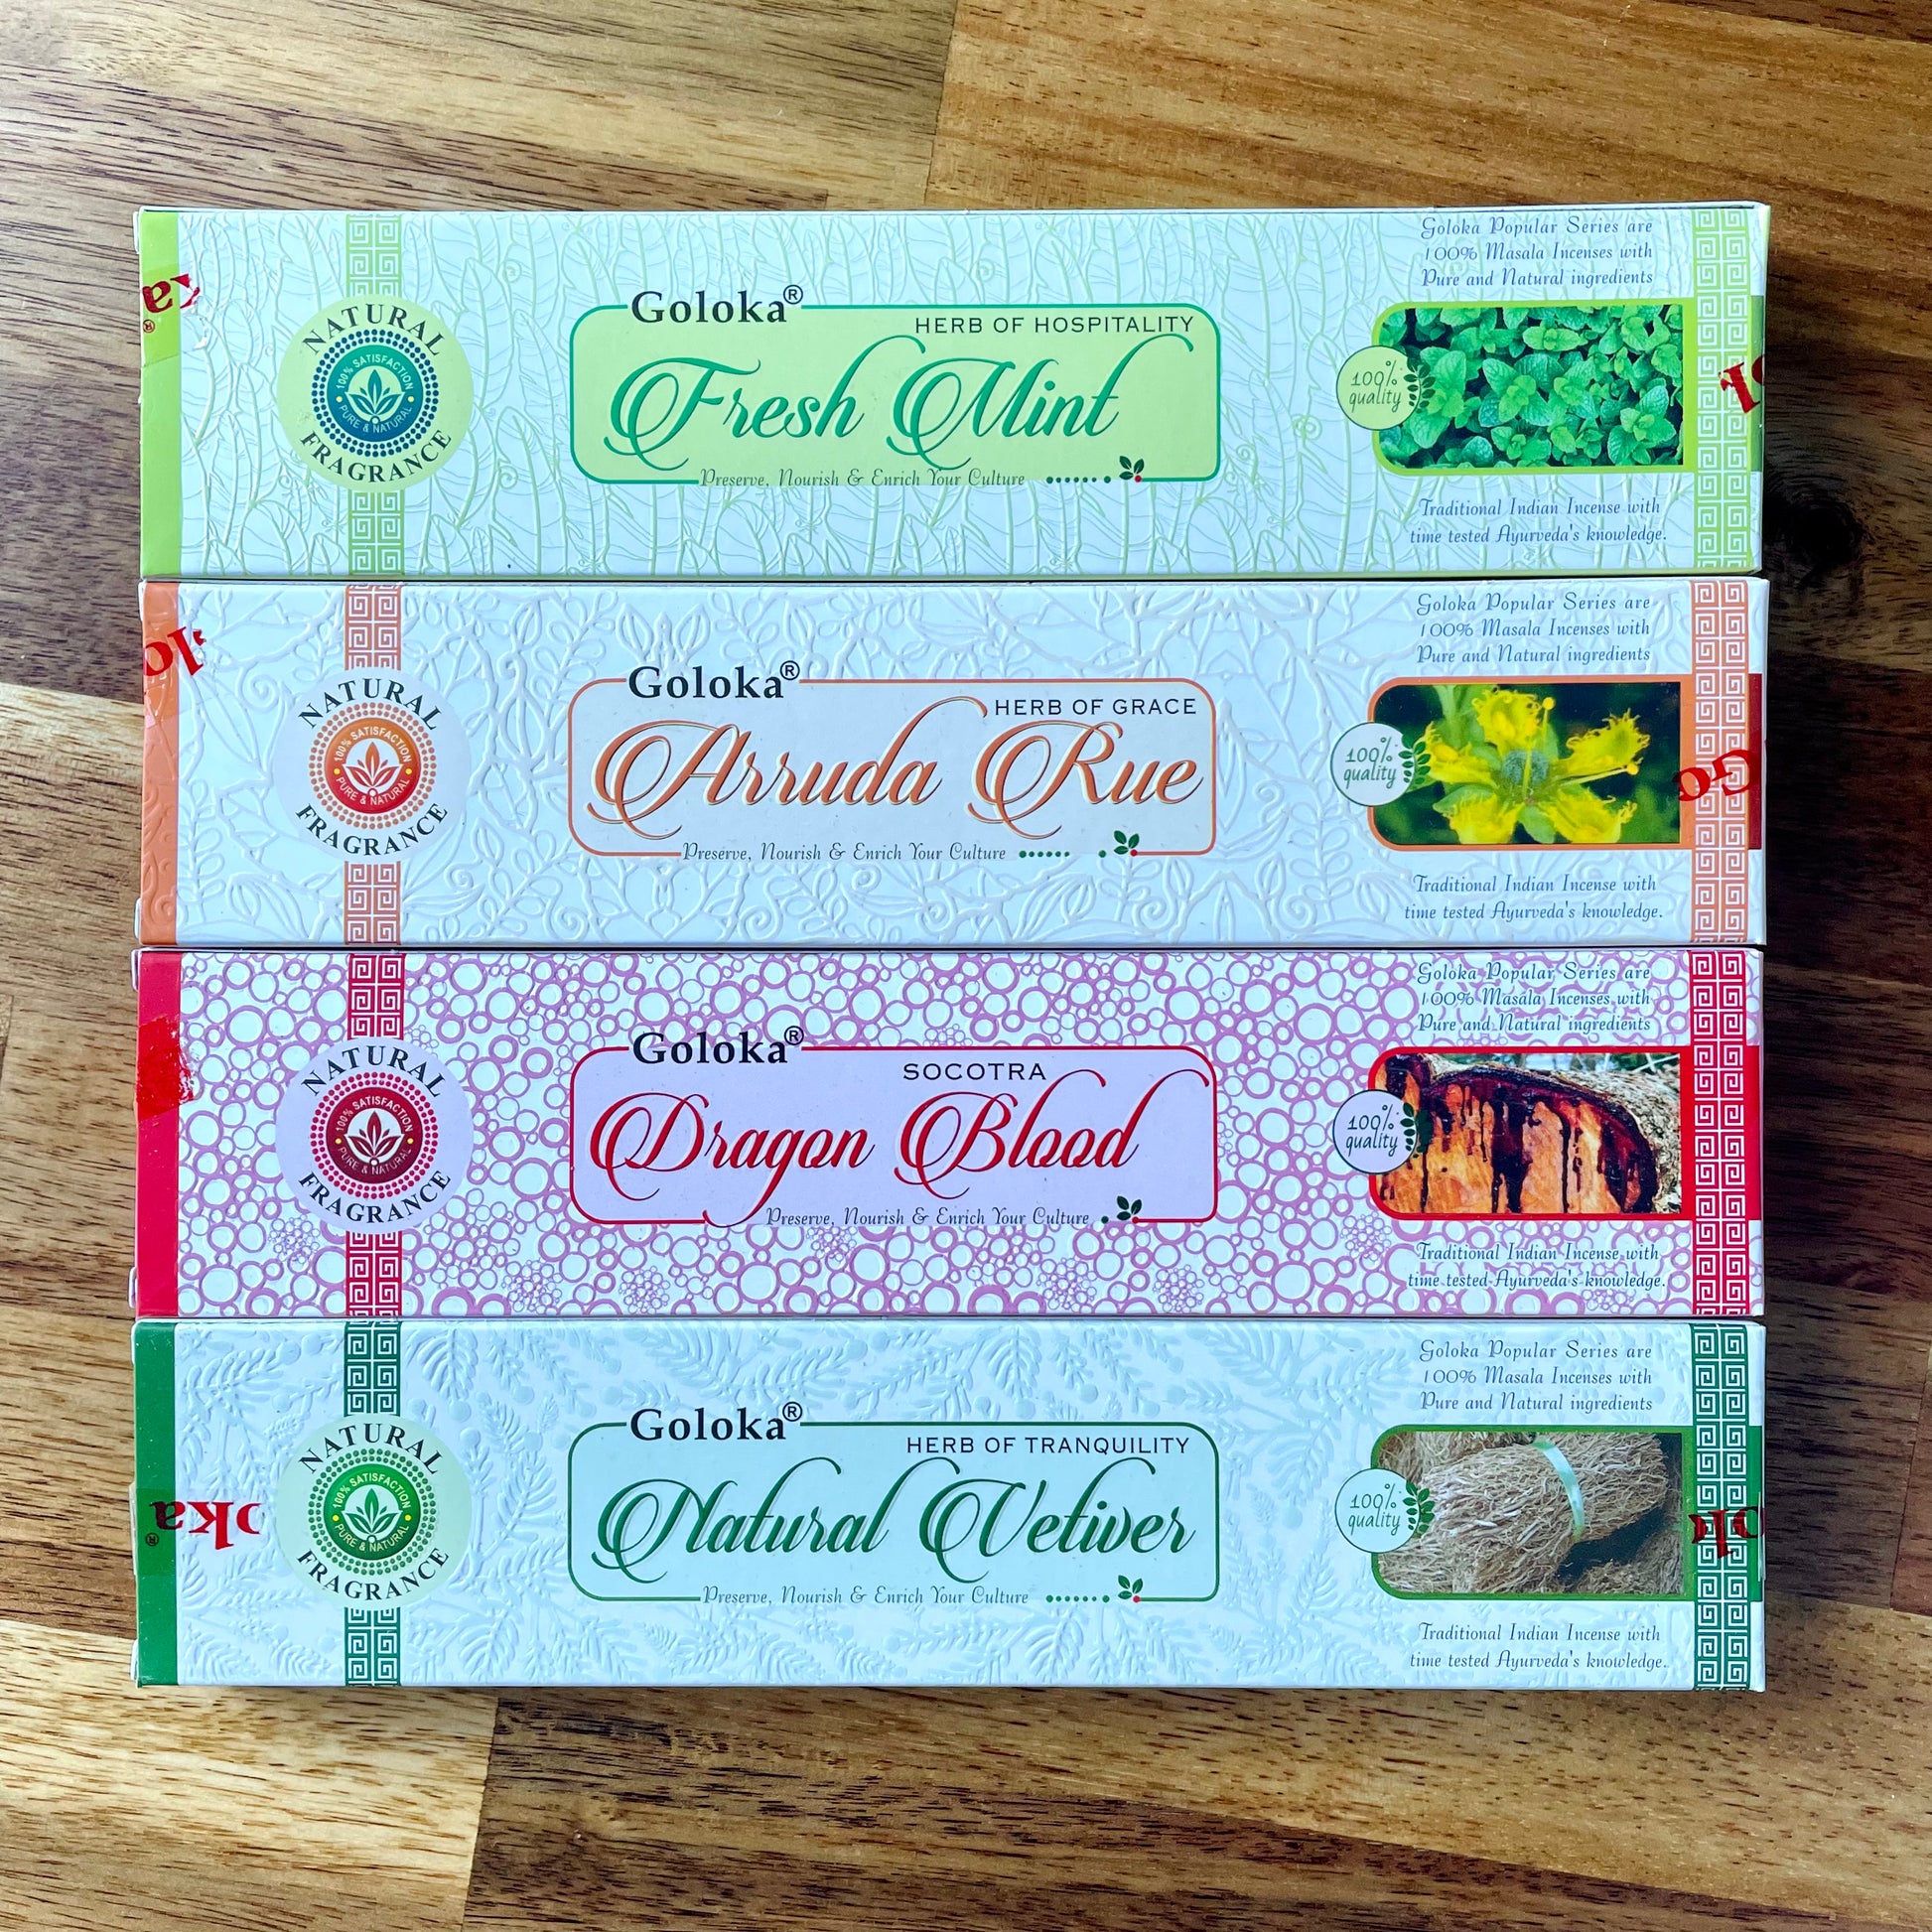 Goloka Popular Series are
100% Masala Incenses with
Pure and Natural ingredients
Goloka®
HERB OF HOSPITALITY
NATURAL
100% SATISFACTION
PURE & NATURAL
FRAGRANCE
Fresh Mint
100%
quality
Preserve, Nourish & Enrich Your Culture
Traditional Indian Incense with
time tested Ayurveda's knowledge.
Goloka Popular Series are
100% Masala Incenses with
Pure and Natural ingredients
Goloka®
HERB OF GRACE
NATURAL
100% SATISFACTION
PURE & NATURAL
FRAGRANCE
Arruda Rue
100%
quality
Preserve, Nourish & Enrich Your Culture
Traditional Indian Incense with
time tested Ayurveda's knowledge.
Goloka Popular Series are
100% Masala Incenses with
Pure and Natural ingredients
Goloka®
SOCOTRA
NATURAL
100% SATISFACTION
PURE & NATURAL
FRAGRANCE
Dragon Blood
100%
quality
Preserve, Nourish & Enrich Your Culture
Traditional Indian Incense with
time tested Ayurveda's knowledge.
Goloka Popular Series are
100% Masala Incenses with
Pure and Natural ingredients
Goloka®
HERB OF TRANQUILITY
NATURAL
100% SATISFACTION
PURE & NATURAL
FRAGRANCE
Natural Vetiver
100%
quality
Preserve, Nourish & Enrich Your Culture
Traditional Indian Incense with
time tested Ayurveda's knowledge.